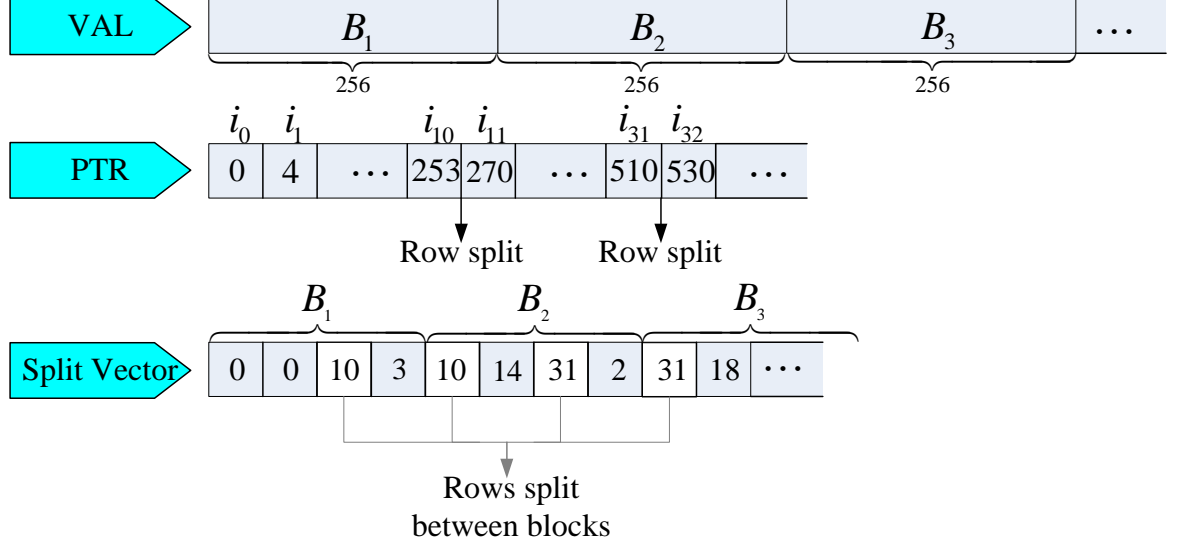 VAL B₁ B₂ B₃ ...
256 256 256
i₀ i₁ i₁₀ i₁₁ i₃₁ i₃₂
PTR 0 4 ... 253 270 ... 510 530 ...
Row split Row split
B₁ B₂ B₃
Split Vector 0 0 10 3 10 14 31 2 31 18 ...
Rows split
between blocks